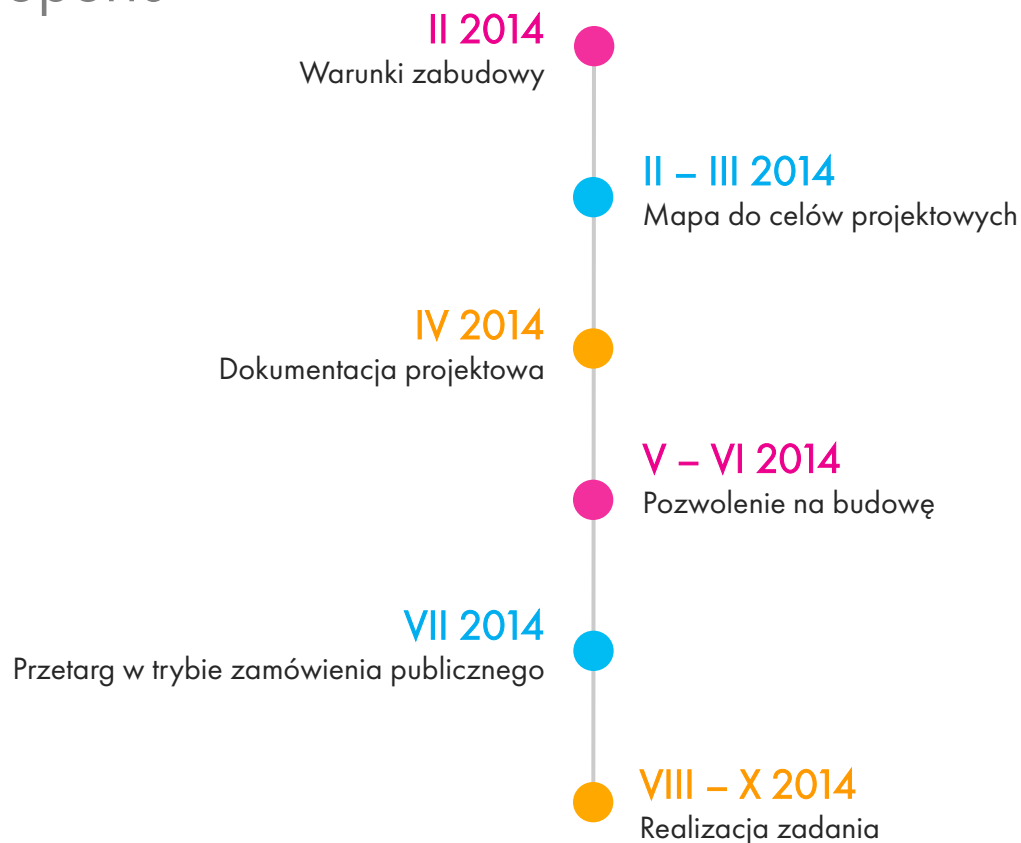 II 2014
Warunki zabudowy
II – III 2014
Mapa do celów projektowych
IV 2014
Dokumentacja projektowa
V – VI 2014
Pozwolenie na budowę
VII 2014
Przetarg w trybie zamówienia publicznego
VIII – X 2014
Realizacja zadania